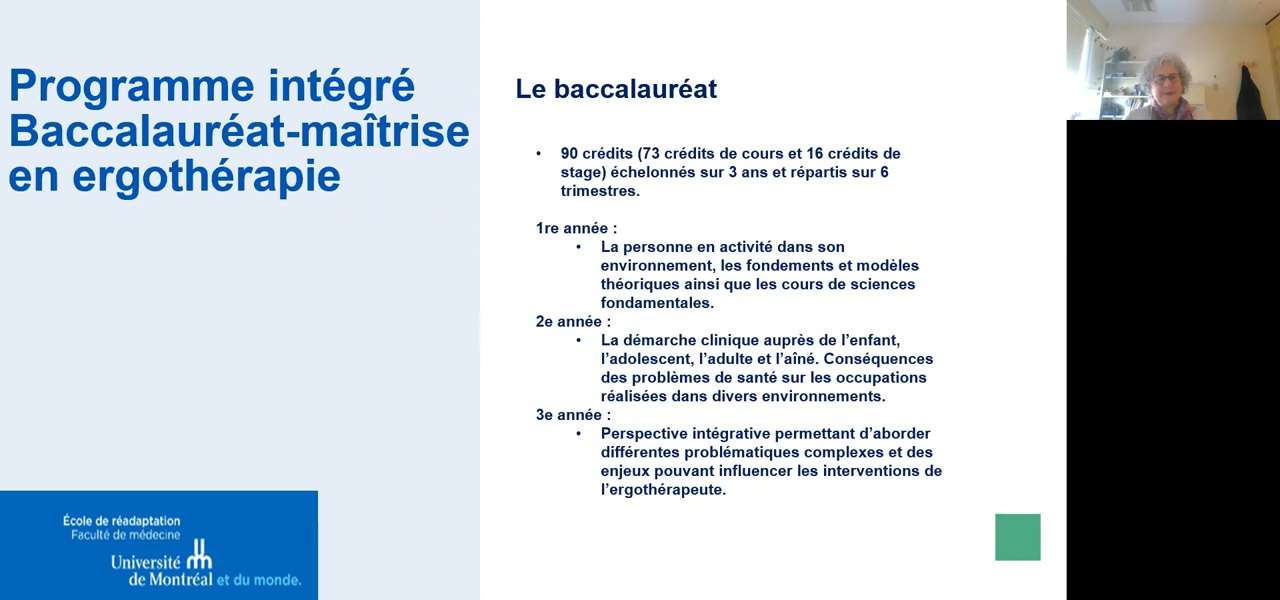 Programme intégré
Baccalauréat-maîtrise
en ergothérapie
Le baccalauréat
• 90 crédits (73 crédits de cours et 16 crédits de
stage) échelonnés sur 3 ans et répartis sur 6
trimestres.
1re année :
• La personne en activité dans son
environnement, les fondements et modèles
théoriques ainsi que les cours de sciences
fondamentales.
2e année :
• La démarche clinique auprès de l’enfant,
l’adolescent, l’adulte et l’aîné. Conséquences
des problèmes de santé sur les occupations
réalisées dans divers environnements.
3e année :
• Perspective intégrative permettant d’aborder
différentes problématiques complexes et des
enjeux pouvant influencer les interventions de
l’ergothérapeute.
École de réadaptation
Faculté de médecine
Université
de Montréal et du monde.